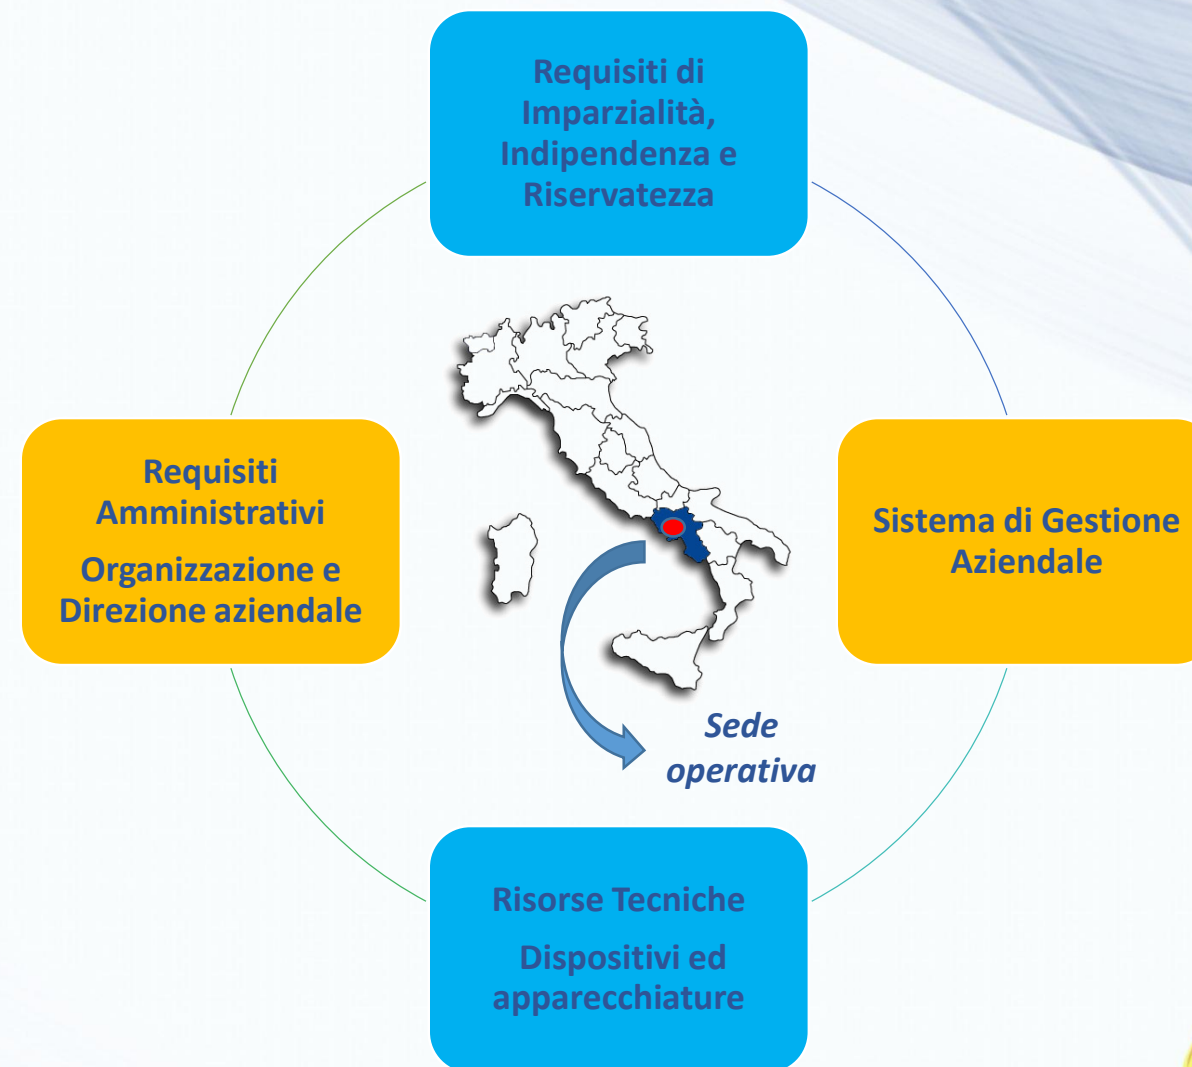 Requisiti di
Imparzialità,
Indipendenza e
Riservatezza
Requisiti
Amministrativi
Organizzazione e
Direzione aziendale
Sistema di Gestione
Aziendale
Sede
operativa
Risorse Tecniche
Dispositivi ed
apparecchiature